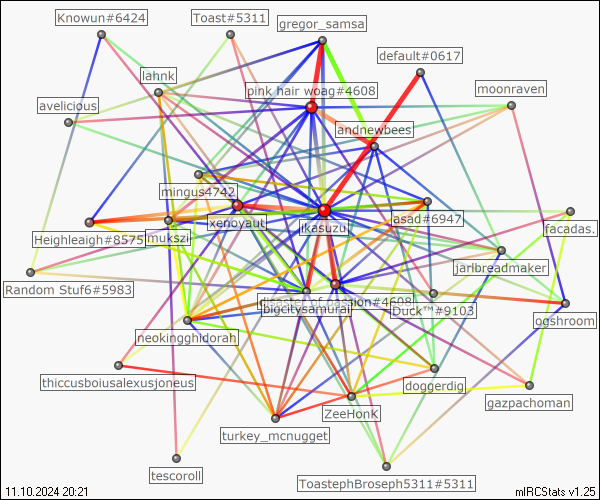 Knowun#6424
Toast#5311
gregor_samsa
default#0617
lahnk
pink hair woag#4608
moonraven
avelicious
andnewbees
mingus4742
xenoyaut
jkasuzu
asd#6947
facadas.
Heighleaigh#8575
mukszi
jarlbreadmaker
Random Stuf6#5983
disaster of passion#4608
bigcitysamurai
Duck™#9103
ogshroom
neokingghidorah
thiccusboiusalexusjoneus
doggerdig
gazpachoman
ZeeHonk
turkey_mcnugget
tescoroll
ToastephBroseph5311#5311
11.10.2024 20:21
mIRCStats v1.25